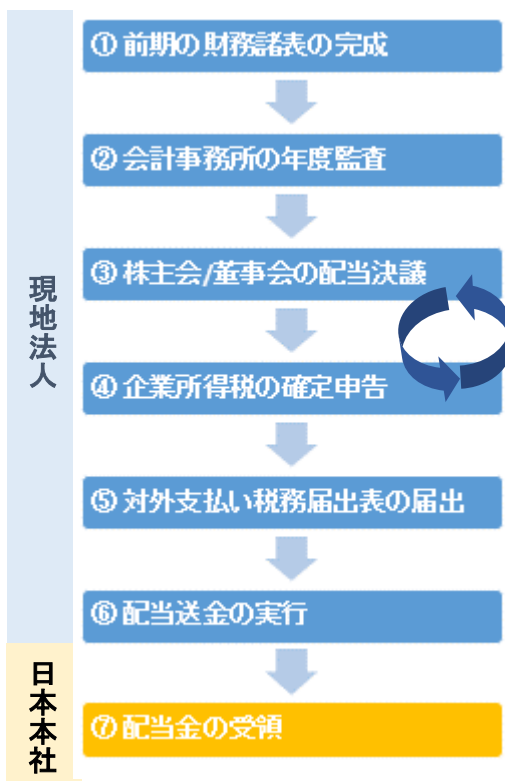 現地法人
① 前期の財務諸表の完成
② 会計事務所の年度監査
③ 株主会/董事会の配当決議
④ 企業所得税の確定申告
⑤ 対外支払い税務届出表の届出
⑥ 配当送金の実行
日本本社
⑦ 配当金の受領